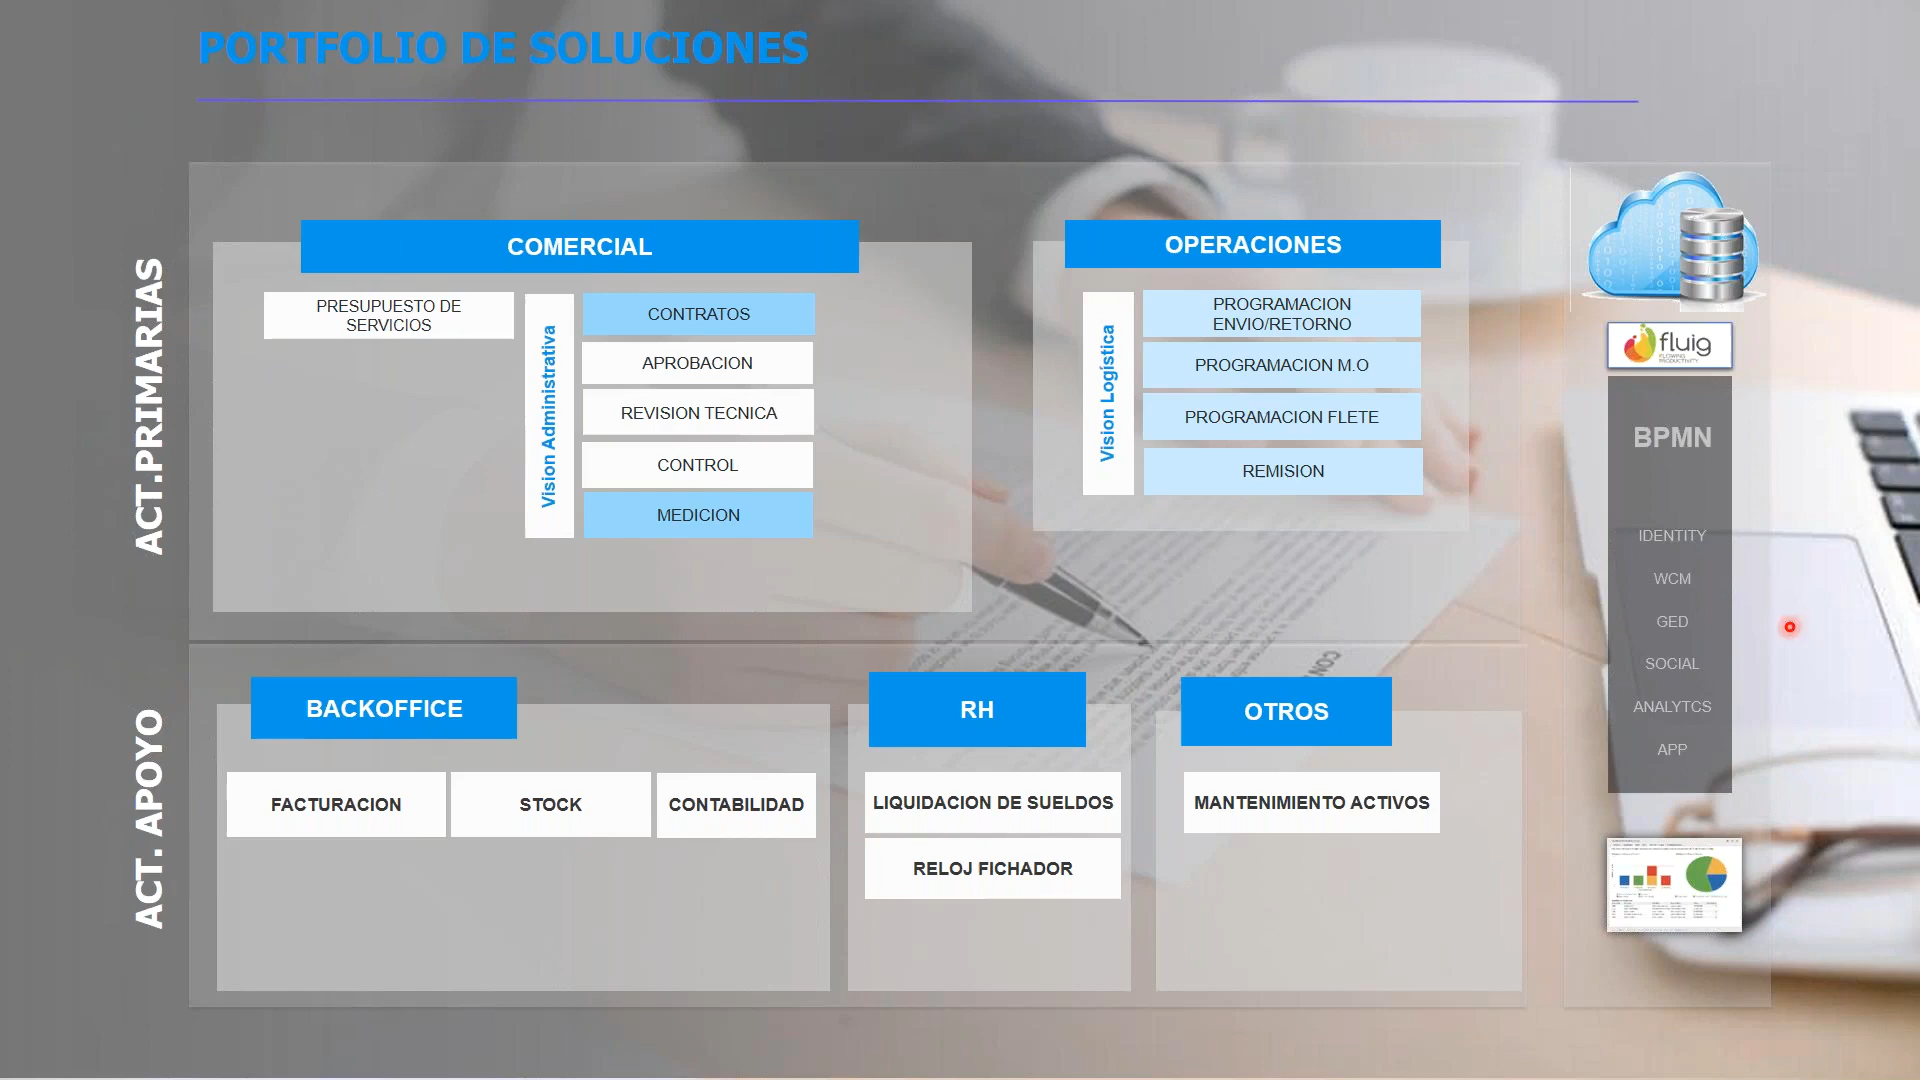 PORTFOLIO DE SOLUCIONES
ACT.PRIMARIAS
COMERCIAL
PRESUPUESTO DE
SERVICIOS
Vision Administrativa
CONTRATOS
APROBACION
REVISION TECNICA
CONTROL
MEDICION
OPERACIONES
Vision Logística
PROGRAMACION
ENVIO/RETORNO
PROGRAMACION M.O
PROGRAMACION FLETE
REMISION
ACT. APOYO
BACKOFFICE
FACTURACION
STOCK
CONTABILIDAD
RH
LIQUIDACION DE SUELDOS
RELOJ FICHADOR
OTROS
MANTENIMIENTO ACTIVOS
fluig
FLOWING
PRODUCTIVITY
BPMN
IDENTITY
WCM
GED
SOCIAL
ANALYTCS
APP